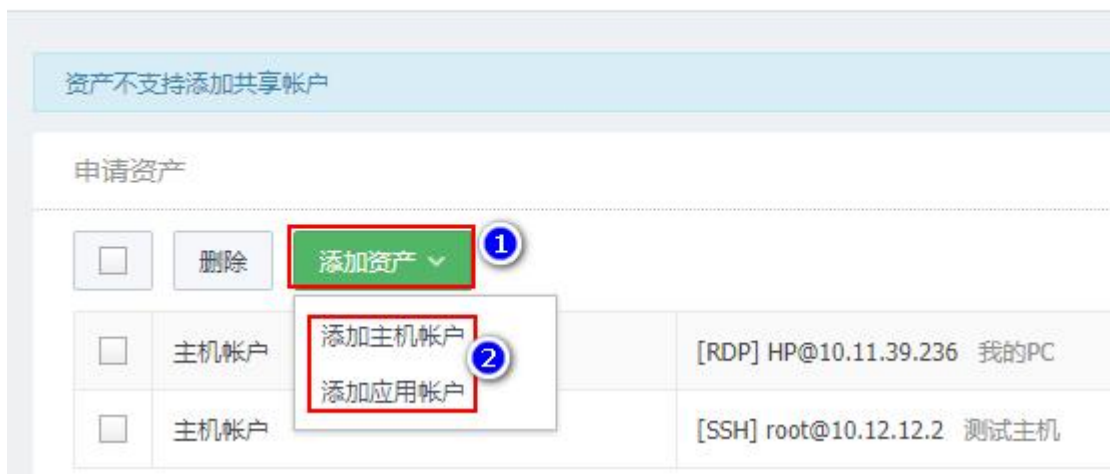 资产不支持添加共享帐户
申请资产
删除 添加资产 1
添加主机帐户
2
添加应用帐户
主机帐户 [RDP] HP@10.11.39.236 我的PC
主机帐户 [SSH] root@10.12.12.2 测试主机